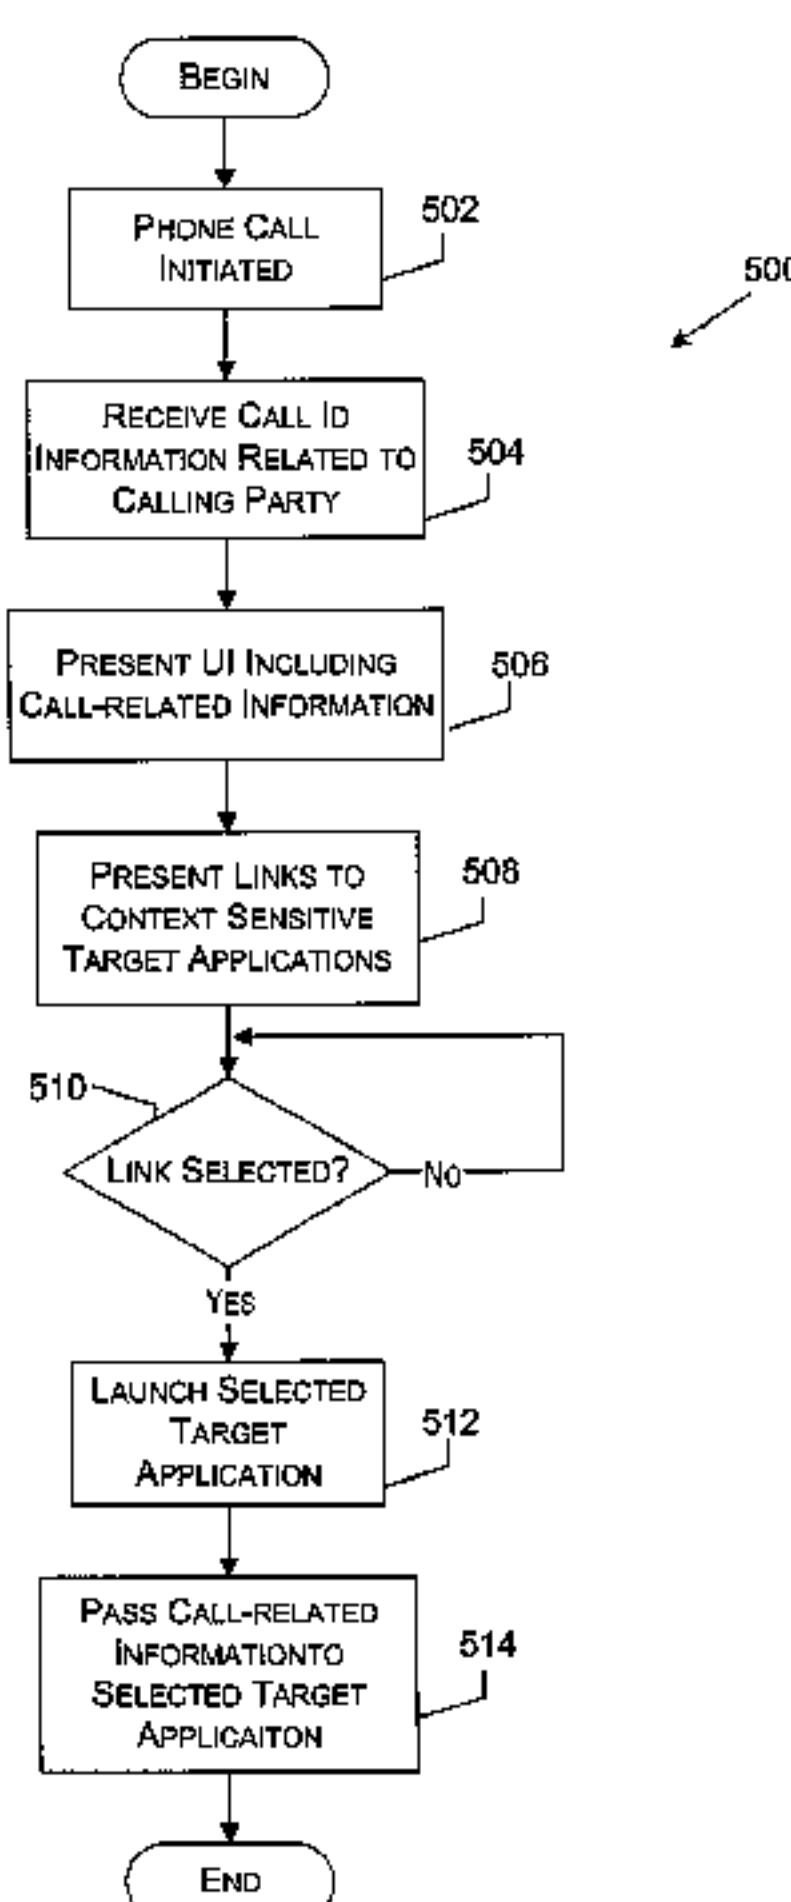 BEGIN
PHONE CALL
INITIATED
502
500
RECEIVE CALL ID
INFORMATION RELATED TO
CALLING PARTY
504
PRESENT UI INCLUDING
CALL-RELATED INFORMATION
506
PRESENT LINKS TO
CONTEXT SENSITIVE
TARGET APPLICATIONS
508
510
LINK SELECTED?
NO
YES
LAUNCH SELECTED
TARGET
APPLICATION
512
PASS CALL-RELATED
INFORMATIONTO
SELECTED TARGET
APPLICAITON
514
END